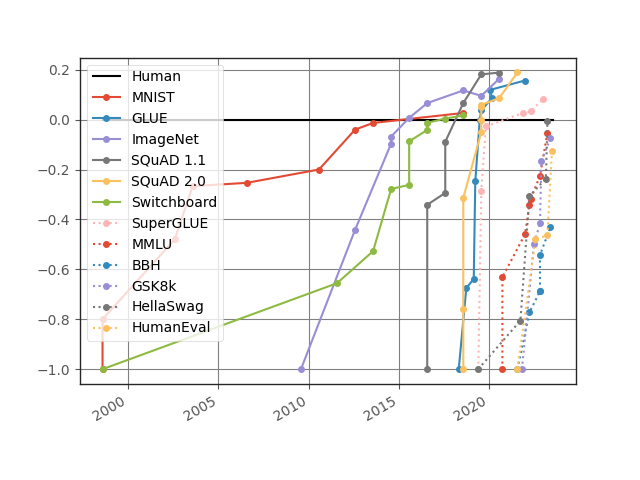 0.2
0.0
−0.2
−0.4
−0.6
−0.8
−1.0
Human
MNIST
GLUE
ImageNet
SQuAD 1.1
SQuAD 2.0
Switchboard
SuperGLUE
MMLU
BBH
GSK8k
HellaSwag
HumanEval
2000
2005
2010
2015
2020